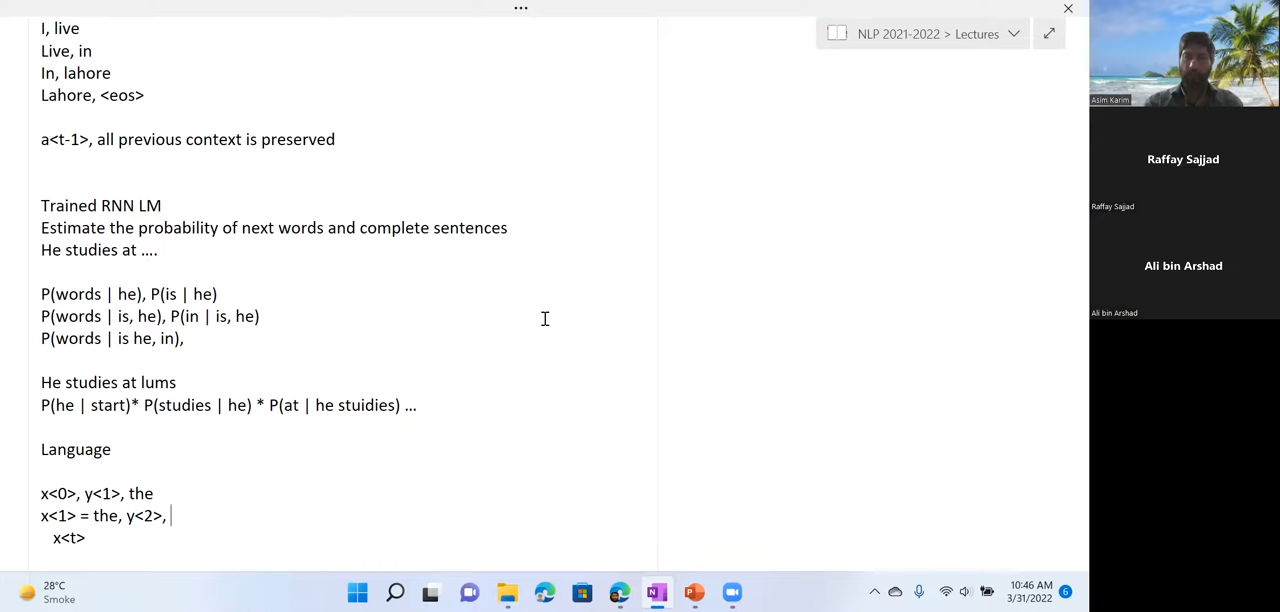 I, live
Live, in
In, lahore
Lahore, <eos>
a<t-1>, all previous context is preserved
Trained RNN LM
Estimate the probability of next words and complete sentences
He studies at ....
P(words | he), P(is | he)
P(words | is, he), P(in | is, he)
P(words | is he, in),
He studies at lums
P(he | start)* P(studies | he) * P(at | he stuidies) ...
Language
x<0>, y<1>, the
x<1> = the, y<2>,
x<t>
NLP 2021-2022 > Lectures
Asim Karim
Raffay Sajjad
Raffay Sajjad
Ali bin Arshad
Ali bin Arshad
28°C
Smoke
10:46 AM
3/31/2022
6